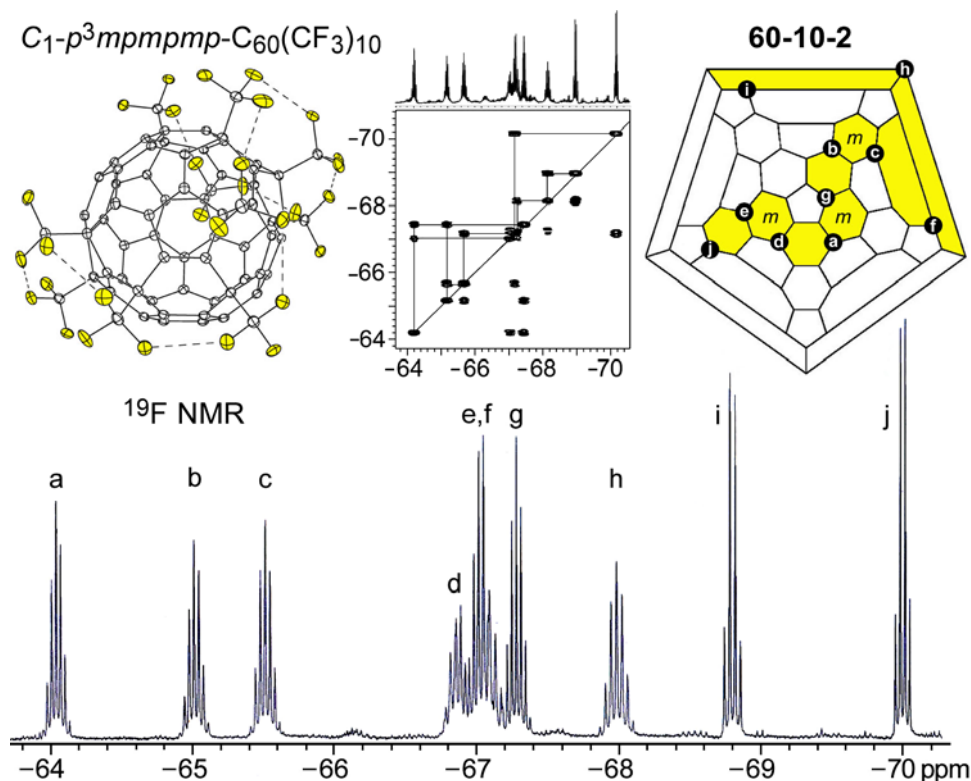 C₁-p³mpmpmp-C₆₀(CF₃)₁₀
60-10-2
h
i
m
b
c
g
e
m
m
f
j
d
a
−70
−68
−66
−64
−64 −66 −68 −70
¹⁹F NMR
a
b
c
d
e,f
g
h
i
j
−64 −65 −66 −67 −68 −69 −70 ppm